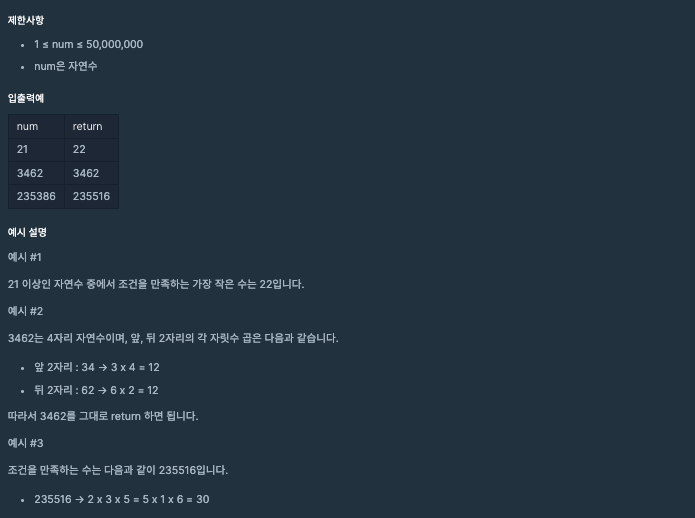 제한사항
• 1 ≤ num ≤ 50,000,000
• num은 자연수
입출력예
num return
21 22
3462 3462
235386 235516
예시 설명
예시 #1
21 이상인 자연수 중에서 조건을 만족하는 가장 작은 수는 22입니다.
예시 #2
3462는 4자리 자연수이며, 앞, 뒤 2자리의 각 자릿수 곱은 다음과 같습니다.
• 앞 2자리 : 34 → 3 x 4 = 12
• 뒤 2자리 : 62 → 6 x 2 = 12
따라서 3462를 그대로 return 하면 됩니다.
예시 #3
조건을 만족하는 수는 다음과 같이 235516입니다.
• 235516 → 2 x 3 x 5 = 5 x 1 x 6 = 30